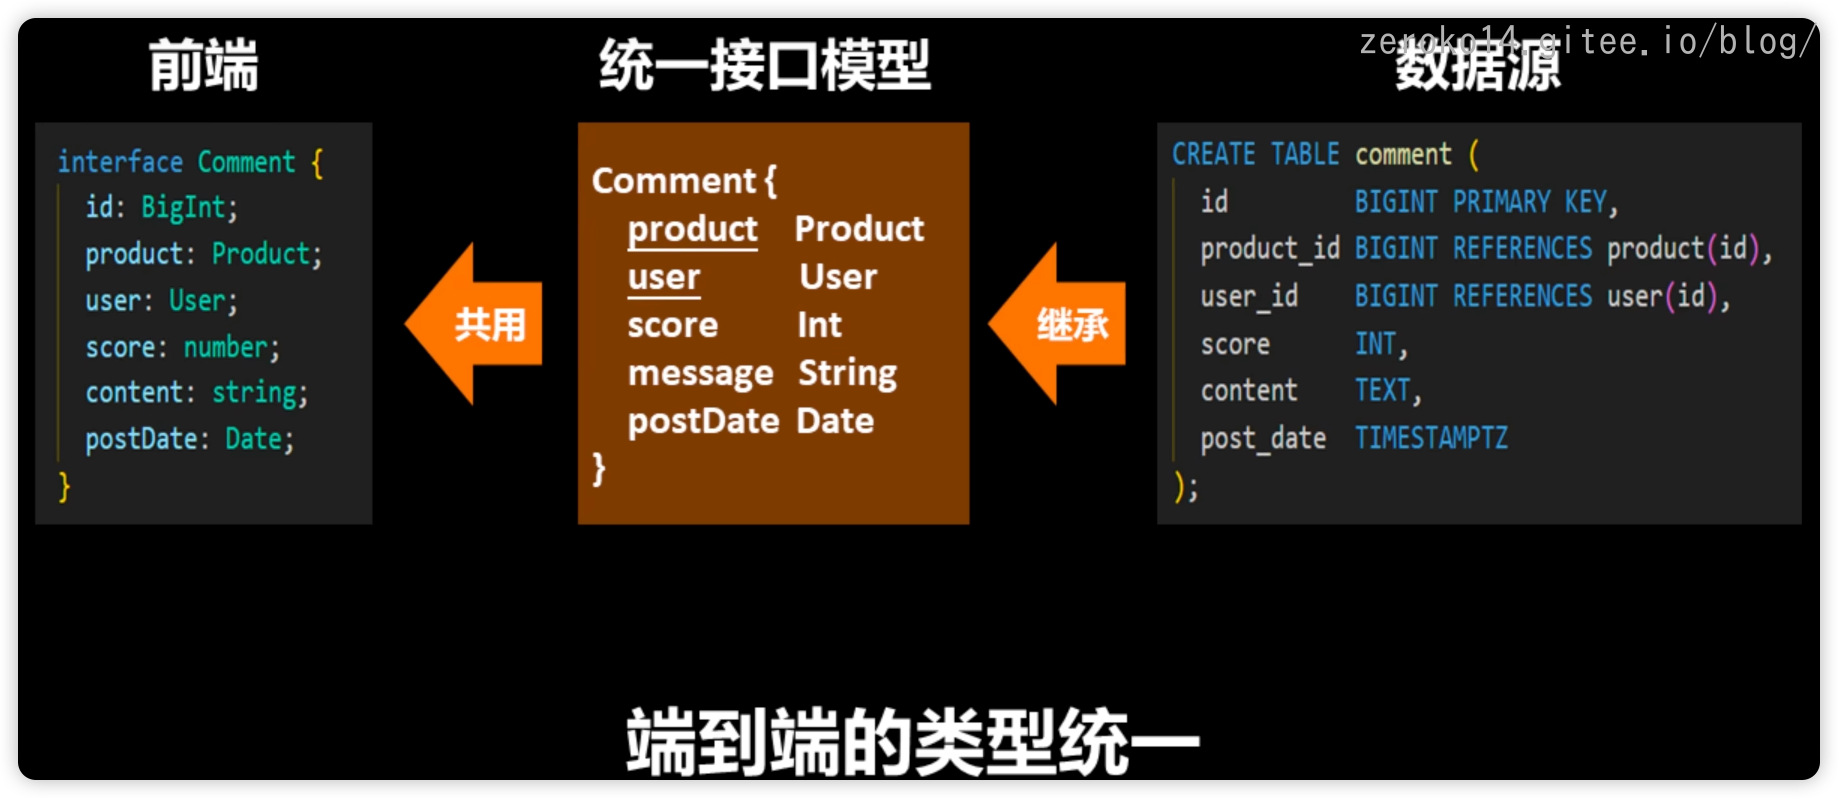 zeroko14.gitee.io/blog/
前端
interface Comment {
id: BigInt;
product: Product;
user: User;
score: number;
content: string;
postDate: Date;
}
共用
统一接口模型
Comment {
product Product
user User
score Int
message String
postDate Date
}
继承
数据源
CREATE TABLE comment (
id BIGINT PRIMARY KEY,
product_id BIGINT REFERENCES product(id),
user_id BIGINT REFERENCES user(id),
score INT,
content TEXT,
post_date TIMESTAMPTZ
);
端到端的类型统一